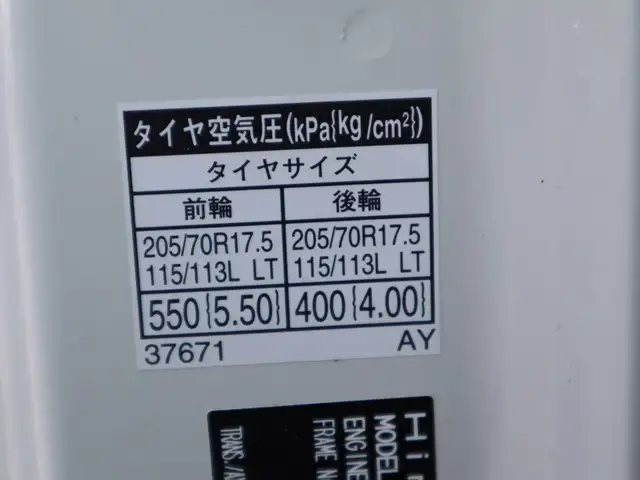 タイヤ空気圧(kPa{kg/cm²})
タイヤサイズ
前輪 後輪
205/70R17.5 205/70R17.5
115/113L LT 115/113L LT
550{5.50} 400{4.00}
37671 AY
MODEL
ENGINE
FRAME N
TRANS./A